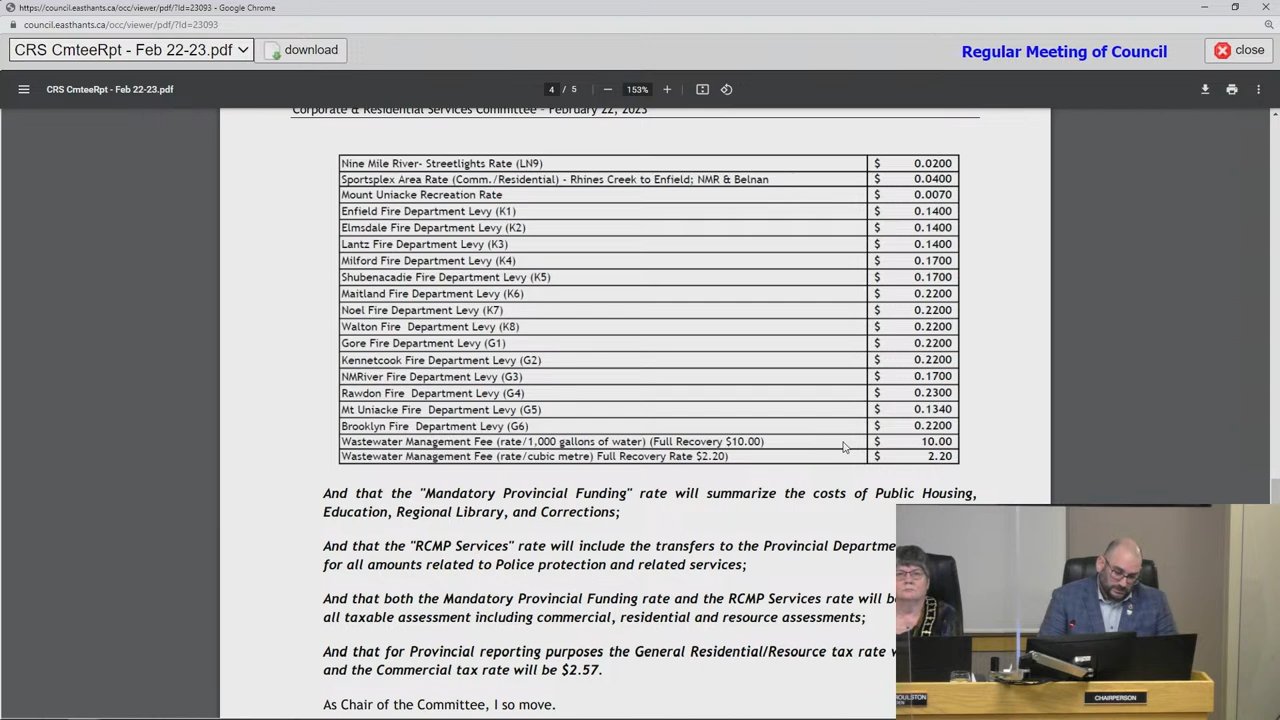 https://council.easthants.ca/occ/viewer/pdf/?Id=23093 - Google Chrome
council.easthants.ca/occ/viewer/pdf/?Id=23093
CRS CmteeRpt - Feb 22-23.pdf download Regular Meeting of Council close
CRS CmteeRpt - Feb 22-23.pdf 4 / 5 153%
Corporate & Residential Services Committee - February 22, 2023
Nine Mile River- Streetlights Rate (LN9) $ 0.0200
Sportsplex Area Rate (Comm./Residential) - Rhines Creek to Enfield; NMR & Belnan $ 0.0400
Mount Uniacke Recreation Rate $ 0.0070
Enfield Fire Department Levy (K1) $ 0.1400
Elmsdale Fire Department Levy (K2) $ 0.1400
Lantz Fire Department Levy (K3) $ 0.1400
Milford Fire Department Levy (K4) $ 0.1700
Shubenacadie Fire Department Levy (K5) $ 0.1700
Maitland Fire Department Levy (K6) $ 0.2200
Noel Fire Department Levy (K7) $ 0.2200
Walton Fire Department Levy (K8) $ 0.2200
Gore Fire Department Levy (G1) $ 0.2200
Kennetcook Fire Department Levy (G2) $ 0.2200
NMRiver Fire Department Levy (G3) $ 0.1700
Rawdon Fire Department Levy (G4) $ 0.2300
Mt Uniacke Fire Department Levy (G5) $ 0.1340
Brooklyn Fire Department Levy (G6) $ 0.2200
Wastewater Management Fee (rate/1,000 gallons of water) (Full Recovery $10.00) $ 10.00
Wastewater Management Fee (rate/cubic metre) Full Recovery Rate $2.20) $ 2.20
And that the "Mandatory Provincial Funding" rate will summarize the costs of Public Housing,
Education, Regional Library, and Corrections;
And that the "RCMP Services" rate will include the transfers to the Provincial Departme
for all amounts related to Police protection and related services;
And that both the Mandatory Provincial Funding rate and the RCMP Services rate will b
all taxable assessment including commercial, residential and resource assessments;
And that for Provincial reporting purposes the General Residential/Resource tax rate
and the Commercial tax rate will be $2.57.
As Chair of the Committee, I so move.
CHAIRPERSON